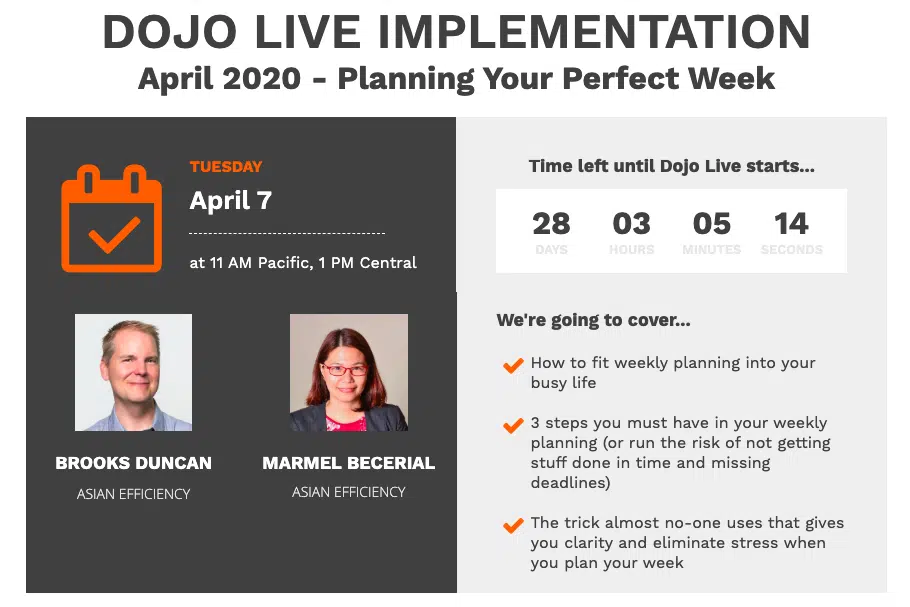 DOJO LIVE IMPLEMENTATION
April 2020 - Planning Your Perfect Week
TUESDAY
April 7
at 11 AM Pacific, 1 PM Central
BROOKS DUNCAN
ASIAN EFFICIENCY
MARMEL BECERIAL
ASIAN EFFICIENCY
Time left until Dojo Live starts...
28 03 05 14
DAYS HOURS MINUTES SECONDS
We're going to cover...
How to fit weekly planning into your
busy life
3 steps you must have in your weekly
planning (or run the risk of not getting
stuff done in time and missing
deadlines)
The trick almost no-one uses that gives
you clarity and eliminate stress when
you plan your week